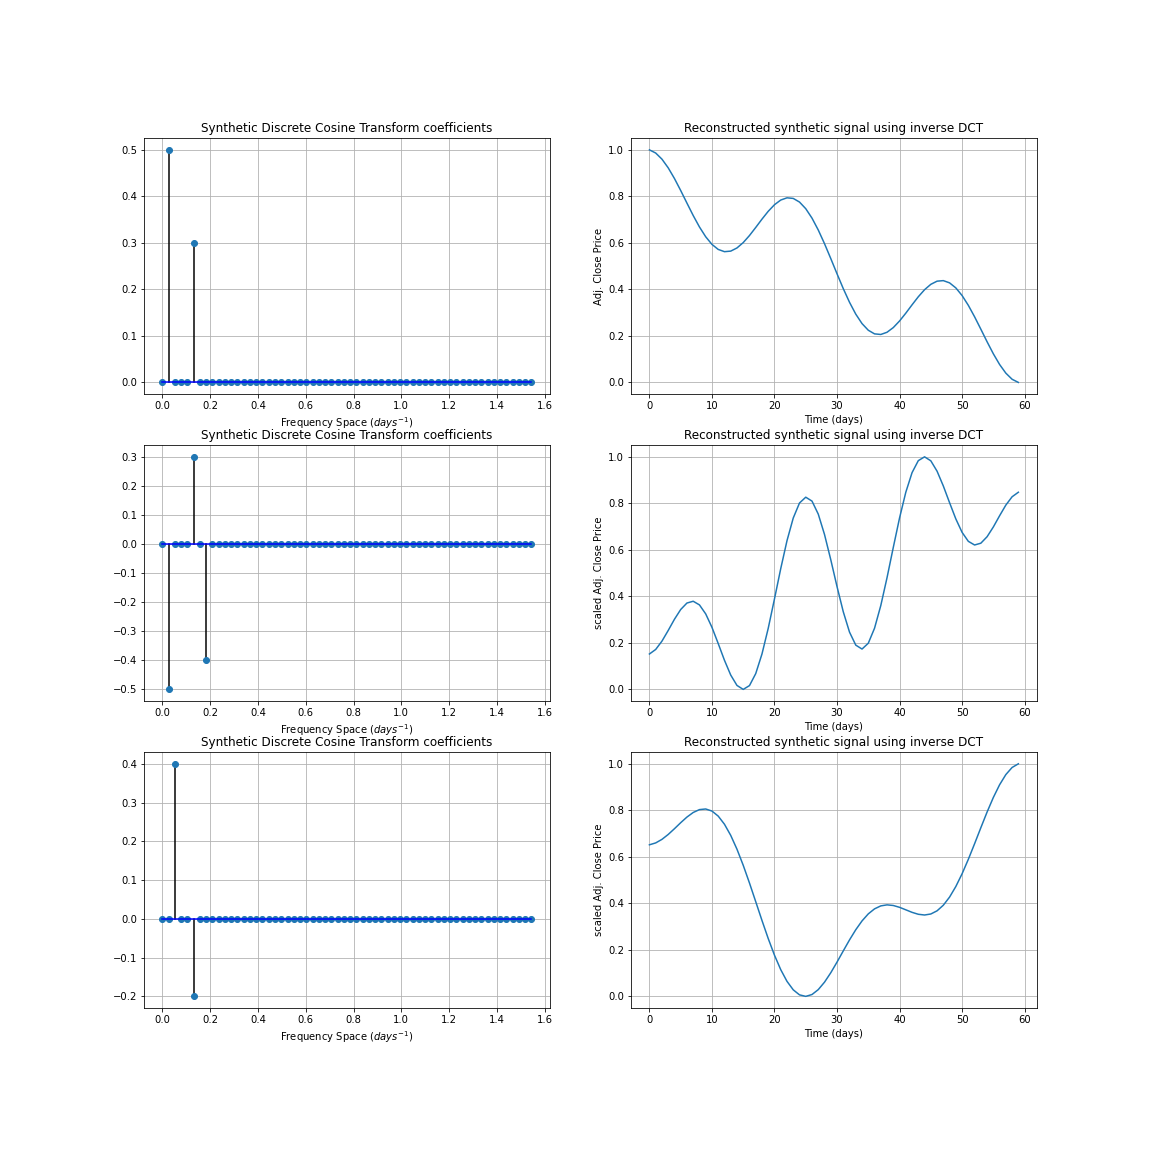 Synthetic Discrete Cosine Transform coefficients
0.5
0.4
0.3
0.2
0.1
0.0
0.0 0.2 0.4 0.6 0.8 1.0 1.2 1.4 1.6
Frequency Space (days⁻¹)
Reconstructed synthetic signal using inverse DCT
Adj. Close Price
1.0
0.8
0.6
0.4
0.2
0.0
0 10 20 30 40 50 60
Time (days)
Synthetic Discrete Cosine Transform coefficients
0.3
0.2
0.1
0.0
−0.1
−0.2
−0.3
−0.4
−0.5
0.0 0.2 0.4 0.6 0.8 1.0 1.2 1.4 1.6
Frequency Space (days⁻¹)
Reconstructed synthetic signal using inverse DCT
scaled Adj. Close Price
1.0
0.8
0.6
0.4
0.2
0.0
0 10 20 30 40 50 60
Time (days)
Synthetic Discrete Cosine Transform coefficients
0.4
0.3
0.2
0.1
0.0
−0.1
−0.2
0.0 0.2 0.4 0.6 0.8 1.0 1.2 1.4 1.6
Frequency Space (days⁻¹)
Reconstructed synthetic signal using inverse DCT
scaled Adj. Close Price
1.0
0.8
0.6
0.4
0.2
0.0
0 10 20 30 40 50 60
Time (days)